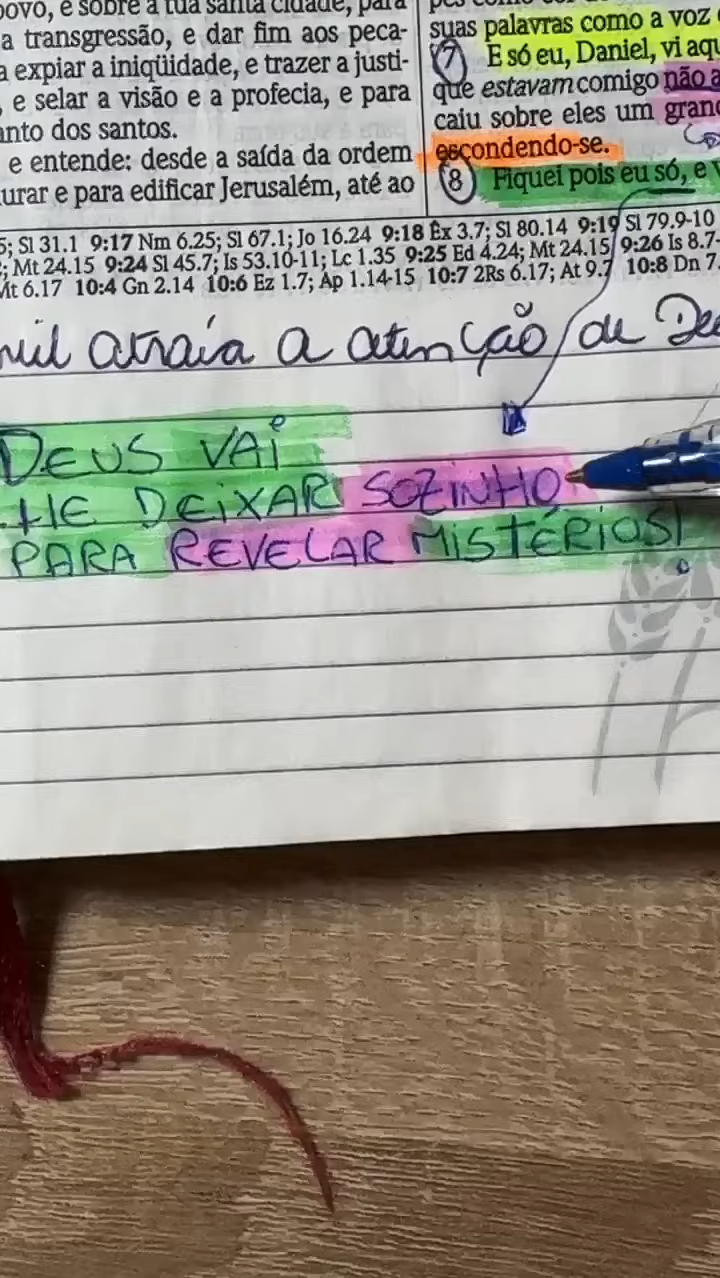 povo, e sobre a tua santa cidade, para
a transgressão, e dar fim aos peca-
a expiar a iniqüidade, e trazer a justi-
, e selar a visão e a profecia, e para
anto dos santos.
e entende: desde a saída da ordem
urar e para edificar Jerusalém, até ao
suas palavras como a voz
7 E só eu, Daniel, vi aqu
que estavam comigo não a
caiu sobre eles um grand
escondendo-se.
8 Fiquei pois eu só, e v
5; Sl 31.1 9:17 Nm 6.25; Sl 67.1; Jo 16.24 9:18 Êx 3.7; Sl 80.14 9:19 Sl 79.9-10
; Mt 24.15 9:24 Sl 45.7; Is 53.10-11; Lc 1.35 9:25 Ed 4.24; Mt 24.15 9:26 Is 8.7-
Mt 6.17 10:4 Gn 2.14 10:6 Ez 1.7; Ap 1.14-15 10:7 2Rs 6.17; At 9.7 10:8 Dn 7.
atraía a atenção de Deu
DEUS VAI
LHE DEIXAR SOZINHO
PARA REVELAR MISTÉRIOS!